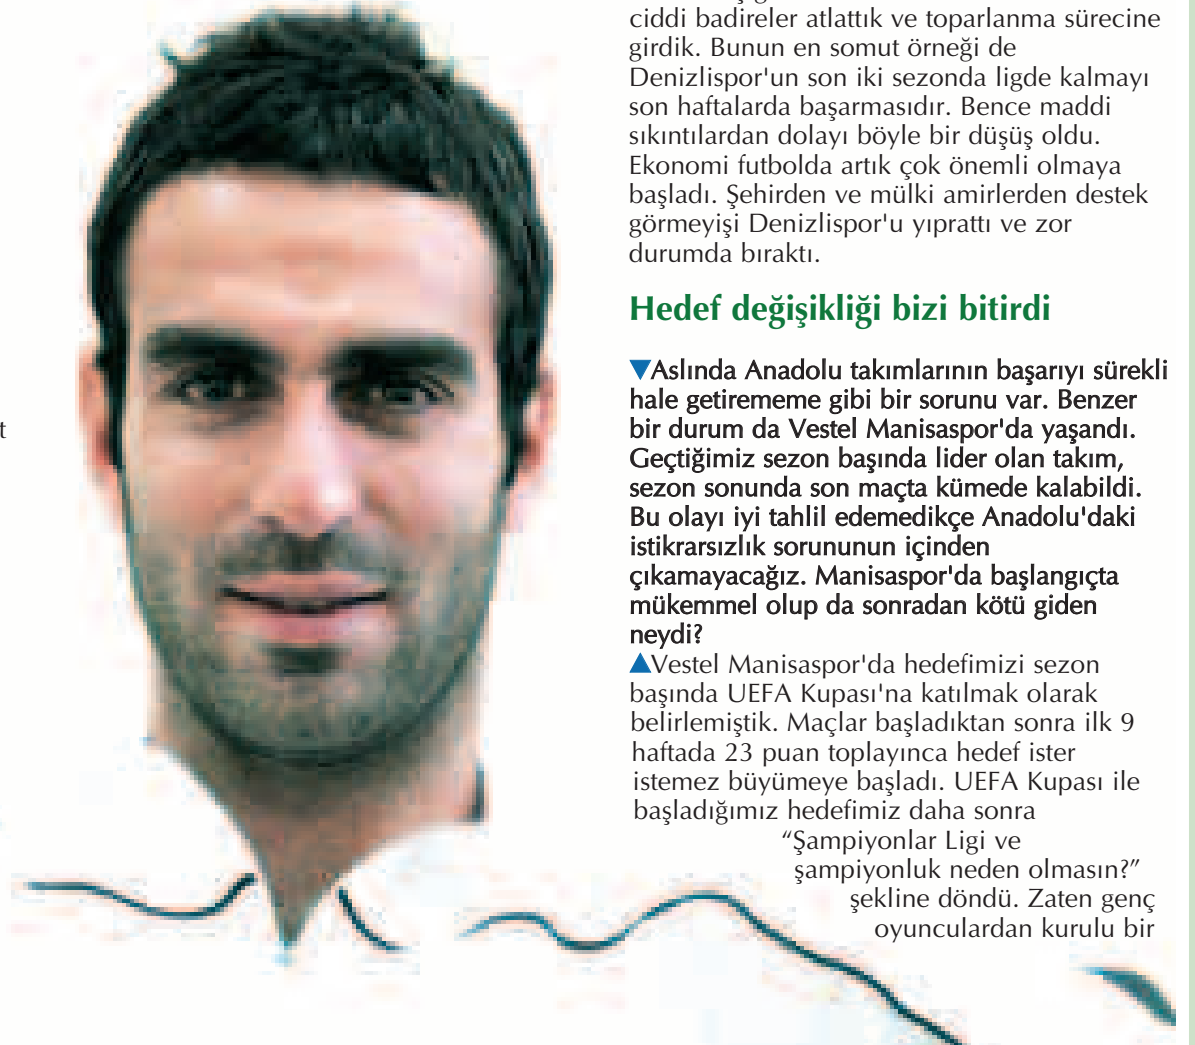 t
ciddi badireler atlattık ve toparlanma sürecine
girdik. Bunun en somut örneği de
Denizlispor'un son iki sezonda ligde kalmayı
son haftalarda başarmasıdır. Bence maddi
sıkıntılardan dolayı böyle bir düşüş oldu.
Ekonomi futbolda artık çok önemli olmaya
başladı. Şehirden ve mülki amirlerden destek
görmeyişi Denizlispor'u yıprattı ve zor
durumda bıraktı.
Hedef değişikliği bizi bitirdi
▼Aslında Anadolu takımlarının başarıyı sürekli
hale getirememe gibi bir sorunu var. Benzer
bir durum da Vestel Manisaspor'da yaşandı.
Geçtiğimiz sezon başında lider olan takım,
sezon sonunda son maçta kümede kalabildi.
Bu olayı iyi tahlil edemedikçe Anadolu'daki
istikrarsızlık sorununun içinden
çıkamayacağız. Manisaspor'da başlangıçta
mükemmel olup da sonradan kötü giden
neydi?
▲Vestel Manisaspor'da hedefimizi sezon
başında UEFA Kupası'na katılmak olarak
belirlemiştik. Maçlar başladıktan sonra ilk 9
haftada 23 puan toplayınca hedef ister
istemez büyümeye başladı. UEFA Kupası ile
başladığımız hedefimiz daha sonra
“Şampiyonlar Ligi ve
şampiyonluk neden olmasın?”
şekline döndü. Zaten genç
oyunculardan kurulu bir